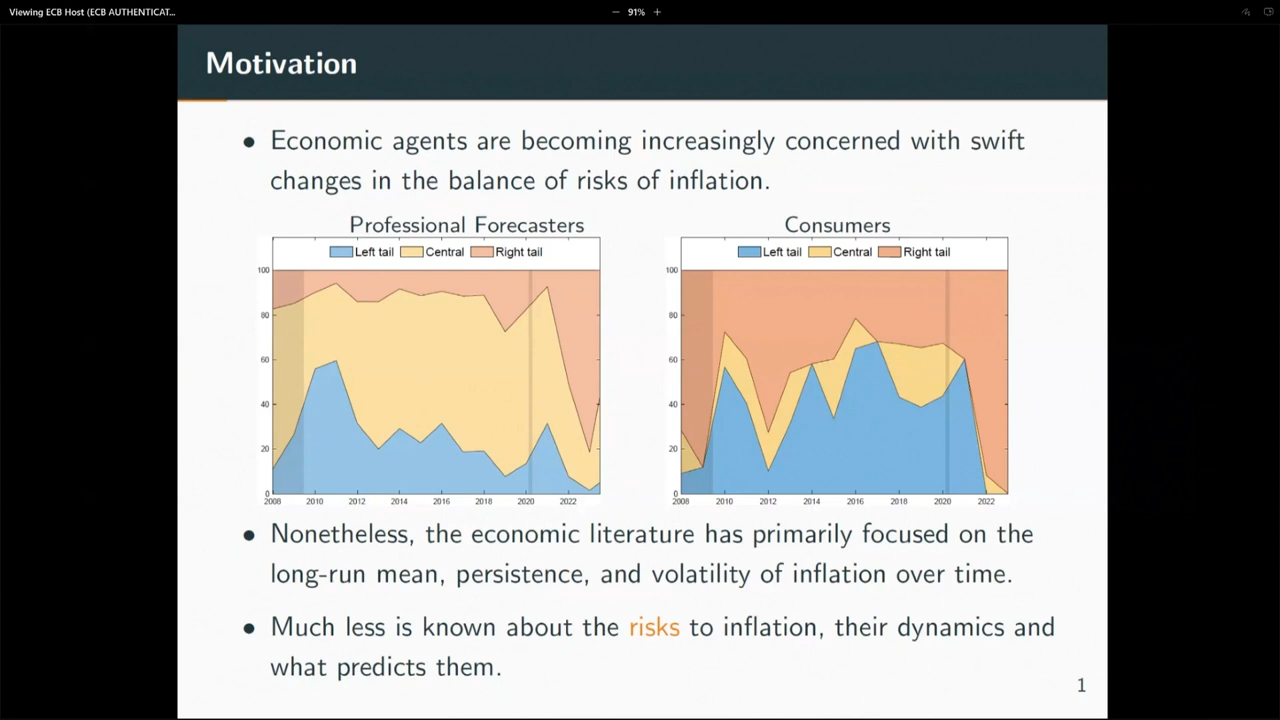 Viewing ECB Host (ECB AUTHENTICAT...
− 91% +
Motivation
• Economic agents are becoming increasingly concerned with swift
changes in the balance of risks of inflation.
Professional Forecasters
Left tail Central Right tail
100
80
60
40
20
0
2008 2010 2012 2014 2016 2018 2020 2022
Consumers
Left tail Central Right tail
100
80
60
40
20
0
2008 2010 2012 2014 2016 2018 2020 2022
• Nonetheless, the economic literature has primarily focused on the
long-run mean, persistence, and volatility of inflation over time.
• Much less is known about the risks to inflation, their dynamics and
what predicts them.
1